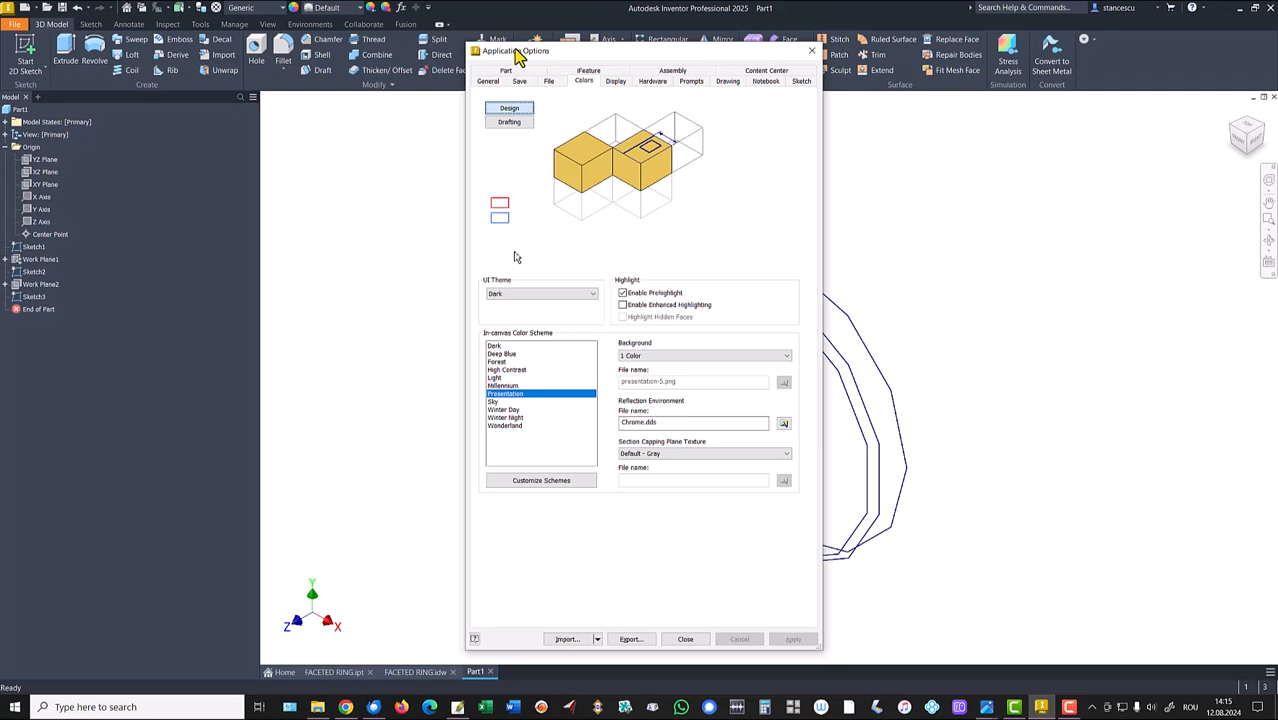 Generic
Default
Autodesk Inventor Professional 2025 Part1
Search Help & Commands...
stancescu
File
3D Model
Sketch
Annotate
Inspect
Tools
Manage
View
Environments
Collaborate
Fusion
Start
2D Sketch
Extrude
Revolve
Sweep
Emboss
Decal
Loft
Derive
Import
Coil
Rib
Unwrap
Hole
Fillet
Chamfer
Thread
Split
Shell
Combine
Draft
Thicken/ Offset
Mark
Axis
Stitch
Ruled Surface
Patch
Repair Bodies
Sculpt
Extend
Fit Mesh Face
Stress
Analysis
Convert to
Sheet Metal
Sketch
Create
Modify
Surface
Simulation
Convert
Model
Part1
Model States: [Primary]
View: [Primary]
Origin
YZ Plane
XZ Plane
XY Plane
X Axis
Y Axis
Z Axis
Center Point
Sketch1
Work Plane1
Sketch2
Work Plane2
Sketch3
End of Part
Application Options
Part
iFeature
Assembly
Content Center
General
Save
File
Colors
Display
Hardware
Prompts
Drawing
Notebook
Sketch
Design
Drafting
UI Theme
Dark
Highlight
Enable Prehighlight
Enable Enhanced Highlighting
Highlight Hidden Faces
In-canvas Color Scheme
Dark
Deep Blue
Forest
High Contrast
Light
Millennium
Presentation
Sky
Winter Day
Winter Night
Wonderland
Customize Schemes
Background
1 Color
File name:
presentation-5.png
Reflection Environment
File name:
Chrome.dds
Section Capping Plane Texture
Default - Gray
File name:
Import...
Export...
Close
Cancel
Apply
FRONT
RIGHT
Y
Z
X
Home
FACETED RING.ipt
FACETED RING.idw
Part1
Ready
1
3
Type here to search
ROU
14:15
12.08.2024